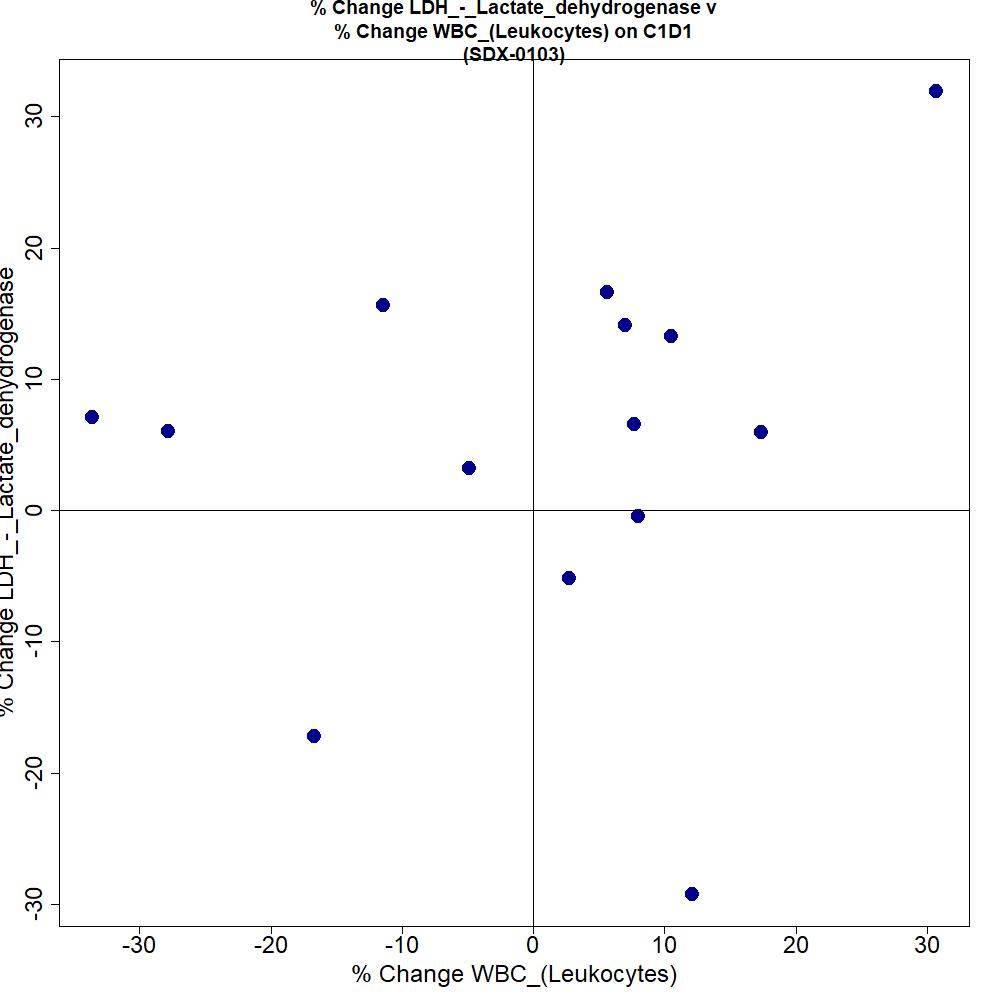 % Change LDH_-_Lactate_dehydrogenase v
% Change WBC_(Leukocytes) on C1D1
(SDX-0103)
% Change LDH_-_Lactate_dehydrogenase
30
20
10
0
-10
-20
-30
-30
-20
-10
0
10
20
30
% Change WBC_(Leukocytes)